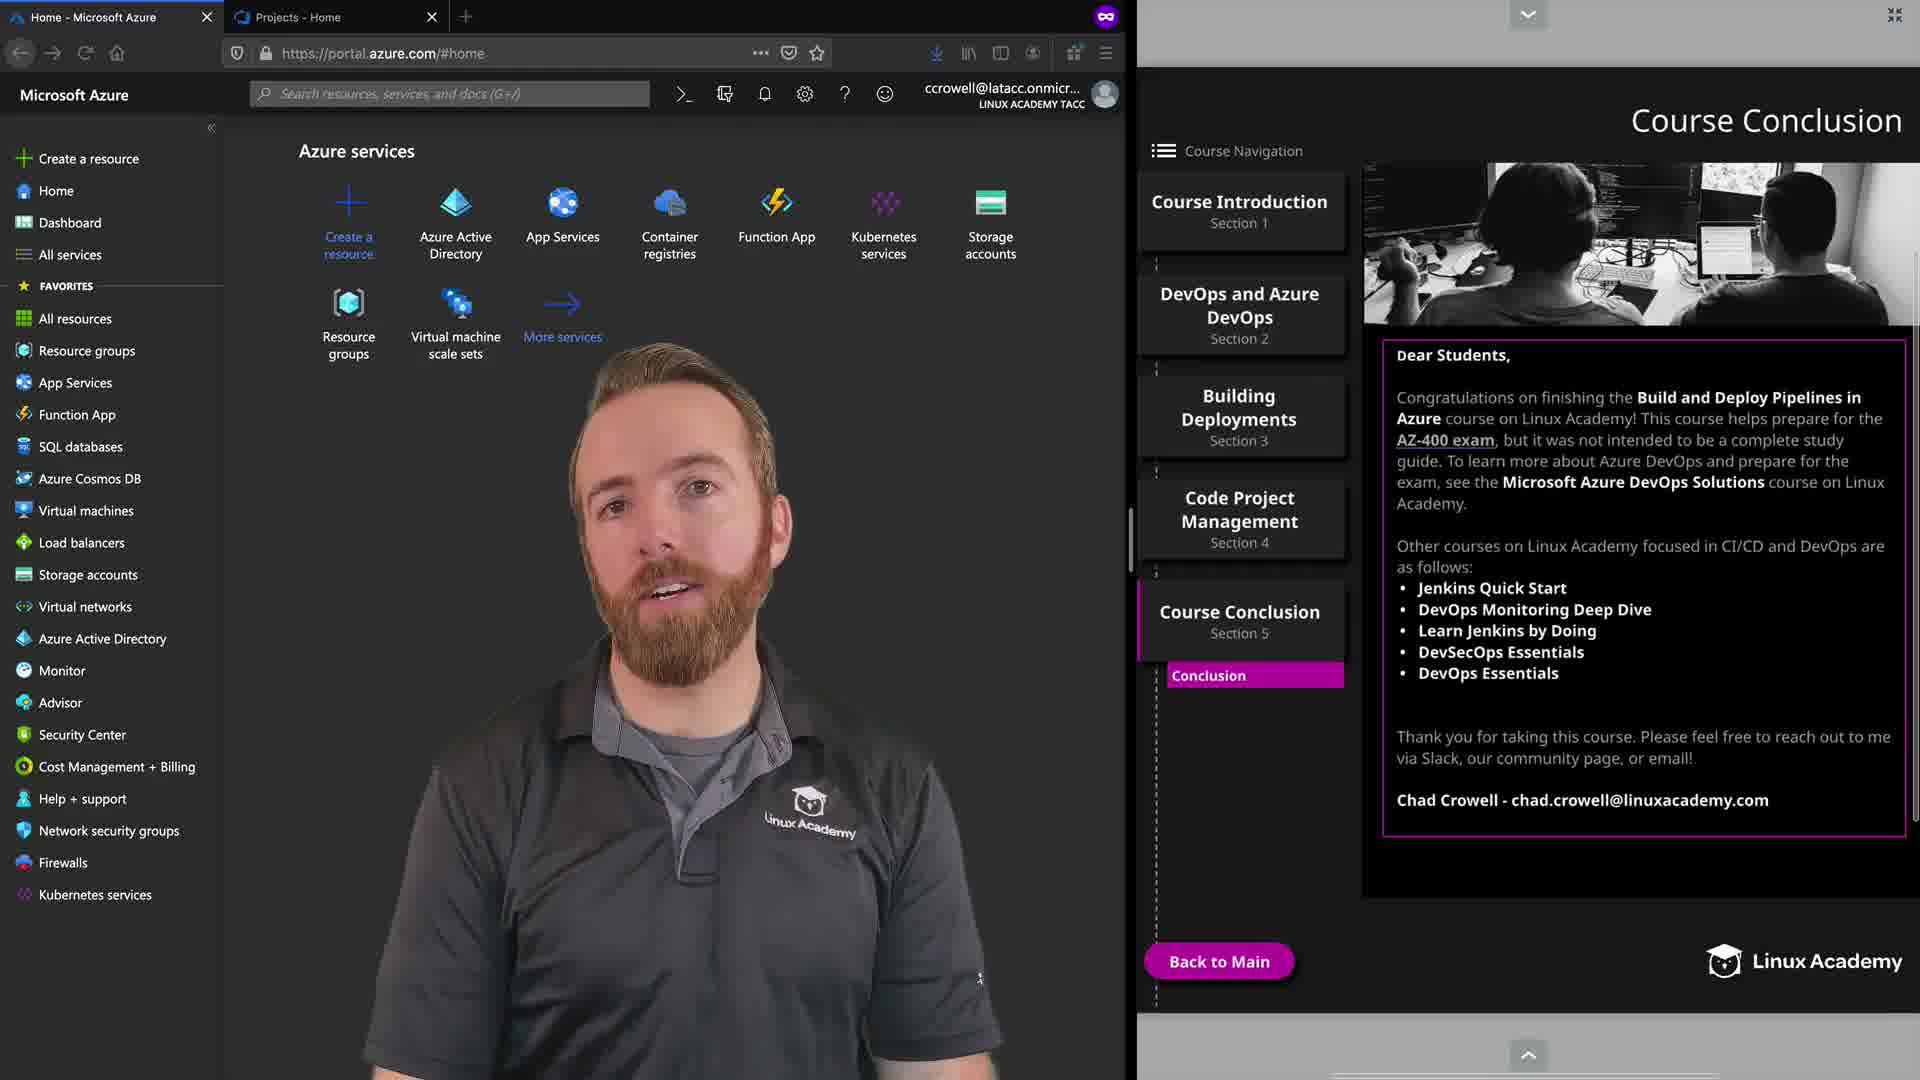 Home - Microsoft Azure
Projects - Home
https://portal.azure.com/#home
Microsoft Azure
Search resources, services, and docs (G+/)
ccrowell@latacc.onmicr...
LINUX ACADEMY TACC
Create a resource
Home
Dashboard
All services
FAVORITES
All resources
Resource groups
App Services
Function App
SQL databases
Azure Cosmos DB
Virtual machines
Load balancers
Storage accounts
Virtual networks
Azure Active Directory
Monitor
Advisor
Security Center
Cost Management + Billing
Help + support
Network security groups
Firewalls
Kubernetes services
Azure services
Create a
resource
Azure Active
Directory
App Services
Container
registries
Function App
Kubernetes
services
Storage
accounts
Resource
groups
Virtual machine
scale sets
More services
Linux Academy
Course Conclusion
Course Navigation
Course Introduction
Section 1
DevOps and Azure
DevOps
Section 2
Building
Deployments
Section 3
Code Project
Management
Section 4
Course Conclusion
Section 5
Conclusion
Back to Main
Dear Students,
Congratulations on finishing the Build and Deploy Pipelines in
Azure course on Linux Academy! This course helps prepare for the
AZ-400 exam, but it was not intended to be a complete study
guide. To learn more about Azure DevOps and prepare for the
exam, see the Microsoft Azure DevOps Solutions course on Linux
Academy.
Other courses on Linux Academy focused in CI/CD and DevOps are
as follows:
• Jenkins Quick Start
• DevOps Monitoring Deep Dive
• Learn Jenkins by Doing
• DevSecOps Essentials
• DevOps Essentials
Thank you for taking this course. Please feel free to reach out to me
via Slack, our community page, or email!
Chad Crowell - chad.crowell@linuxacademy.com
Linux Academy